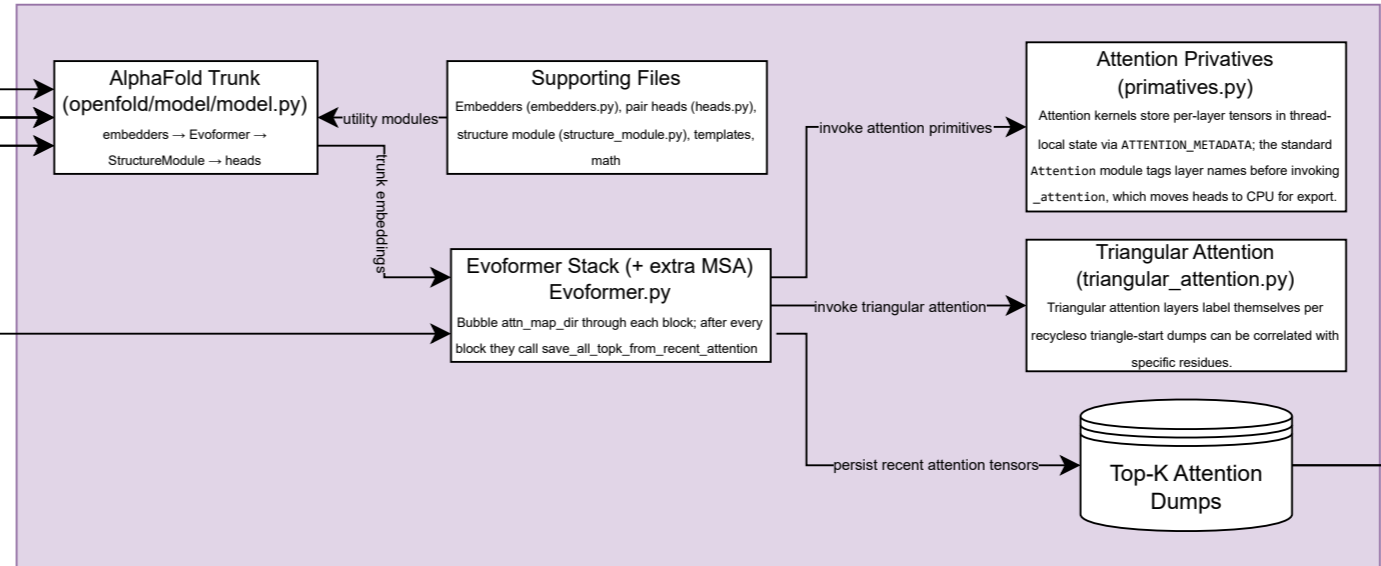 AlphaFold Trunk
(openfold/model/model.py)
embedders → Evoformer →
StructureModule → heads
utility modules
Supporting Files
Embedders (embedders.py), pair heads (heads.py),
structure module (structure_module.py), templates,
math
trunk embeddings
Evoformer Stack (+ extra MSA)
Evoformer.py
Bubble attn_map_dir through each block; after every
block they call save_all_topk_from_recent_attention
invoke attention primitives
Attention Privatives
(primatives.py)
Attention kernels store per-layer tensors in thread-
local state via ATTENTION_METADATA; the standard
Attention module tags layer names before invoking
_attention, which moves heads to CPU for export.
invoke triangular attention
Triangular Attention
(triangular_attention.py)
Triangular attention layers label themselves per
recycleso triangle-start dumps can be correlated with
specific residues.
persist recent attention tensors
Top-K Attention
Dumps